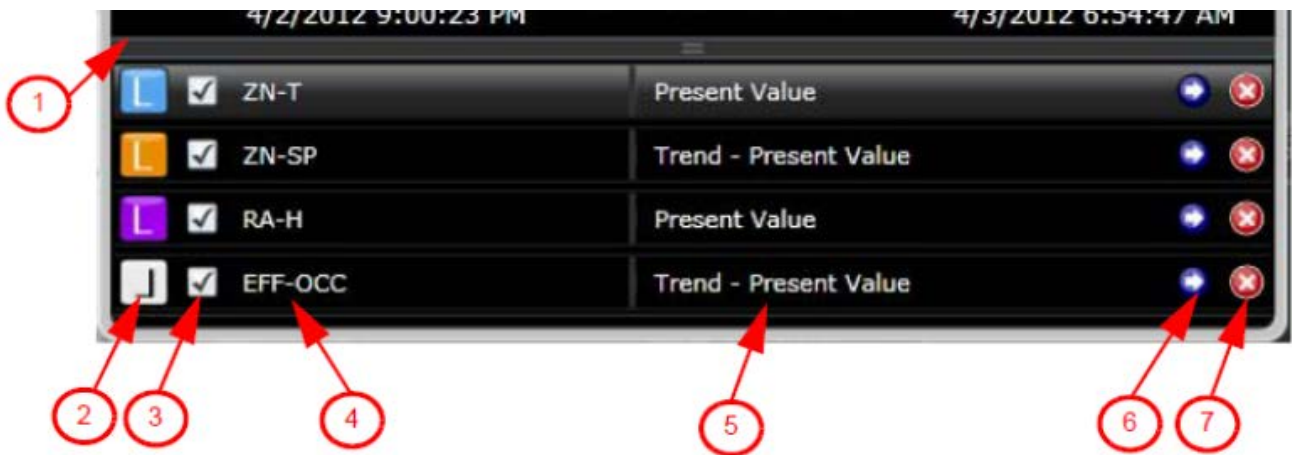 4/2/2012 9:00:23 PM 4/3/2012 6:54:47 AM
1
L ZN-T Present Value
L ZN-SP Trend - Present Value
L RA-H Present Value
⅃ EFF-OCC Trend - Present Value
2 3 4 5 6 7